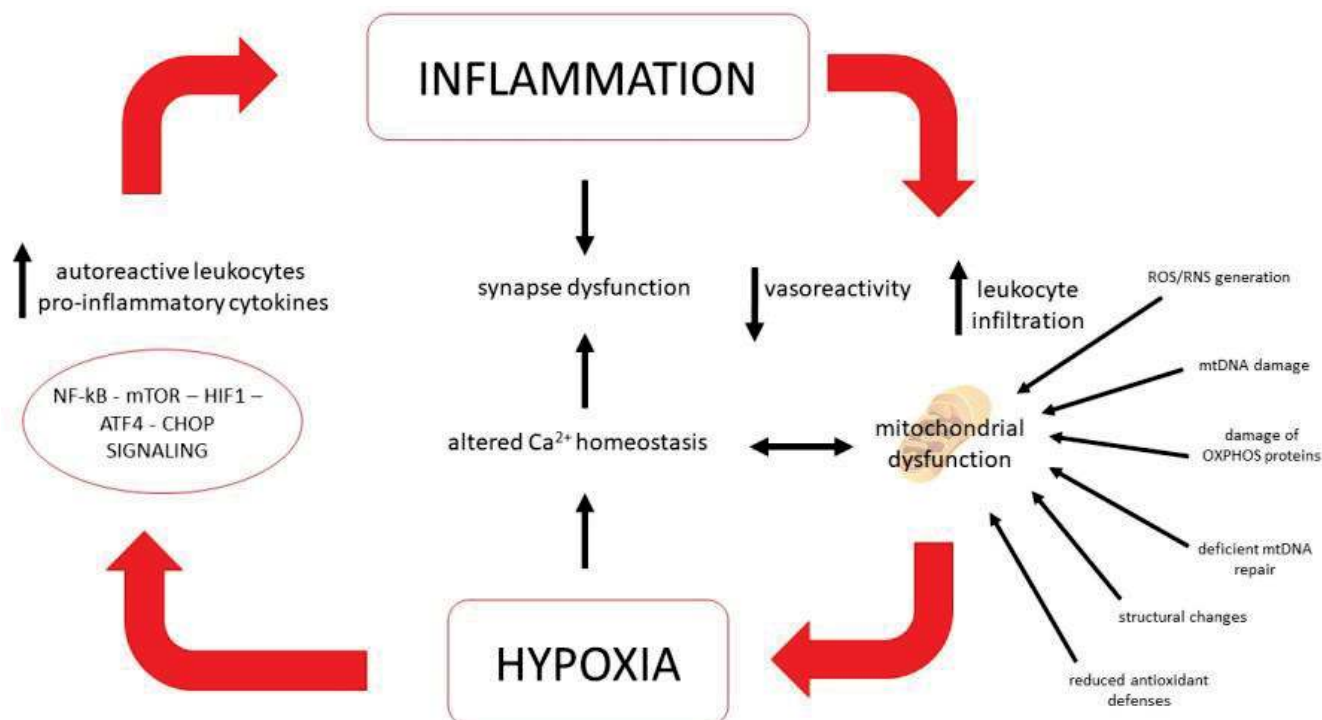 INFLAMMATION
autoreactive leukocytes
pro-inflammatory cytokines
synapse dysfunction
vasoreactivity
leukocyte
infiltration
ROS/RNS generation
mtDNA damage
NF-kB - mTOR – HIF1 –
ATF4 - CHOP
SIGNALING
altered Ca²⁺ homeostasis
mitochondrial
dysfunction
damage of
OXPHOS proteins
deficient mtDNA
repair
structural changes
HYPOXIA
reduced antioxidant
defenses